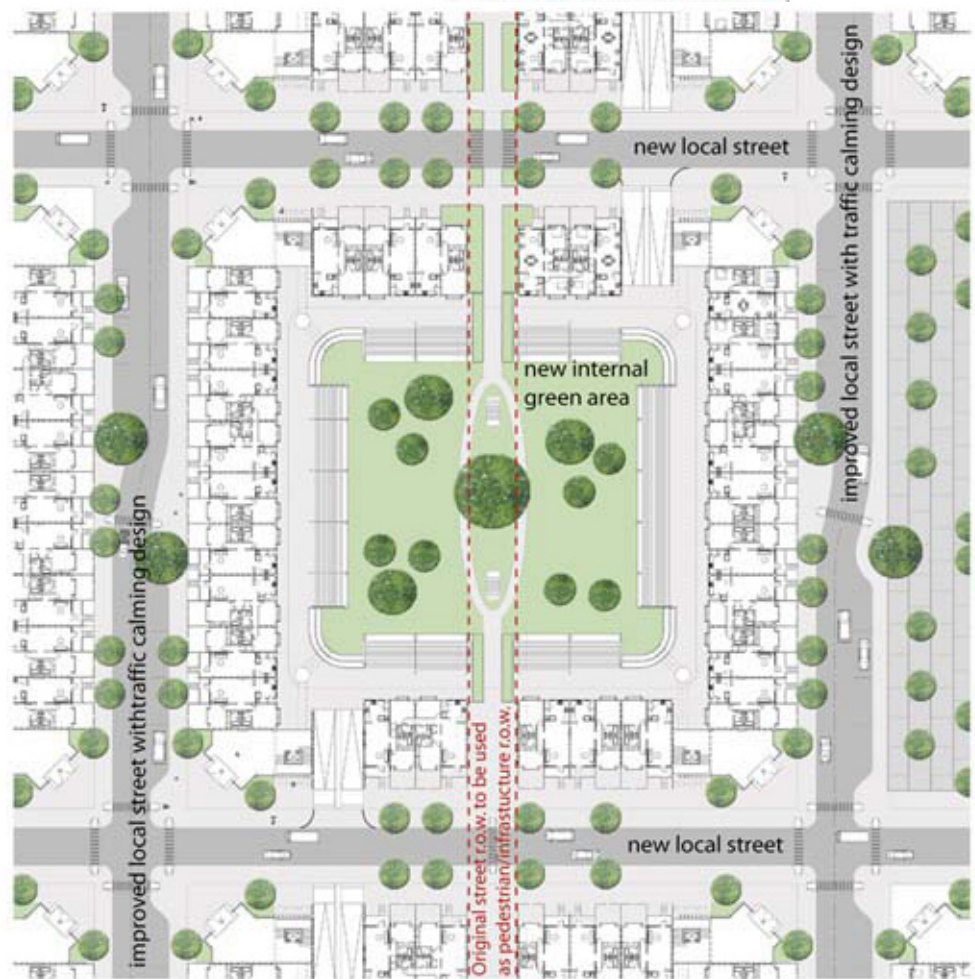 new local street
improved local street with traffic calming design
new internal
green area
improved local street withtraffic calming design
Original street r.o.w. to be used
as pedestrian/infrastucture r.o.w.
new local street